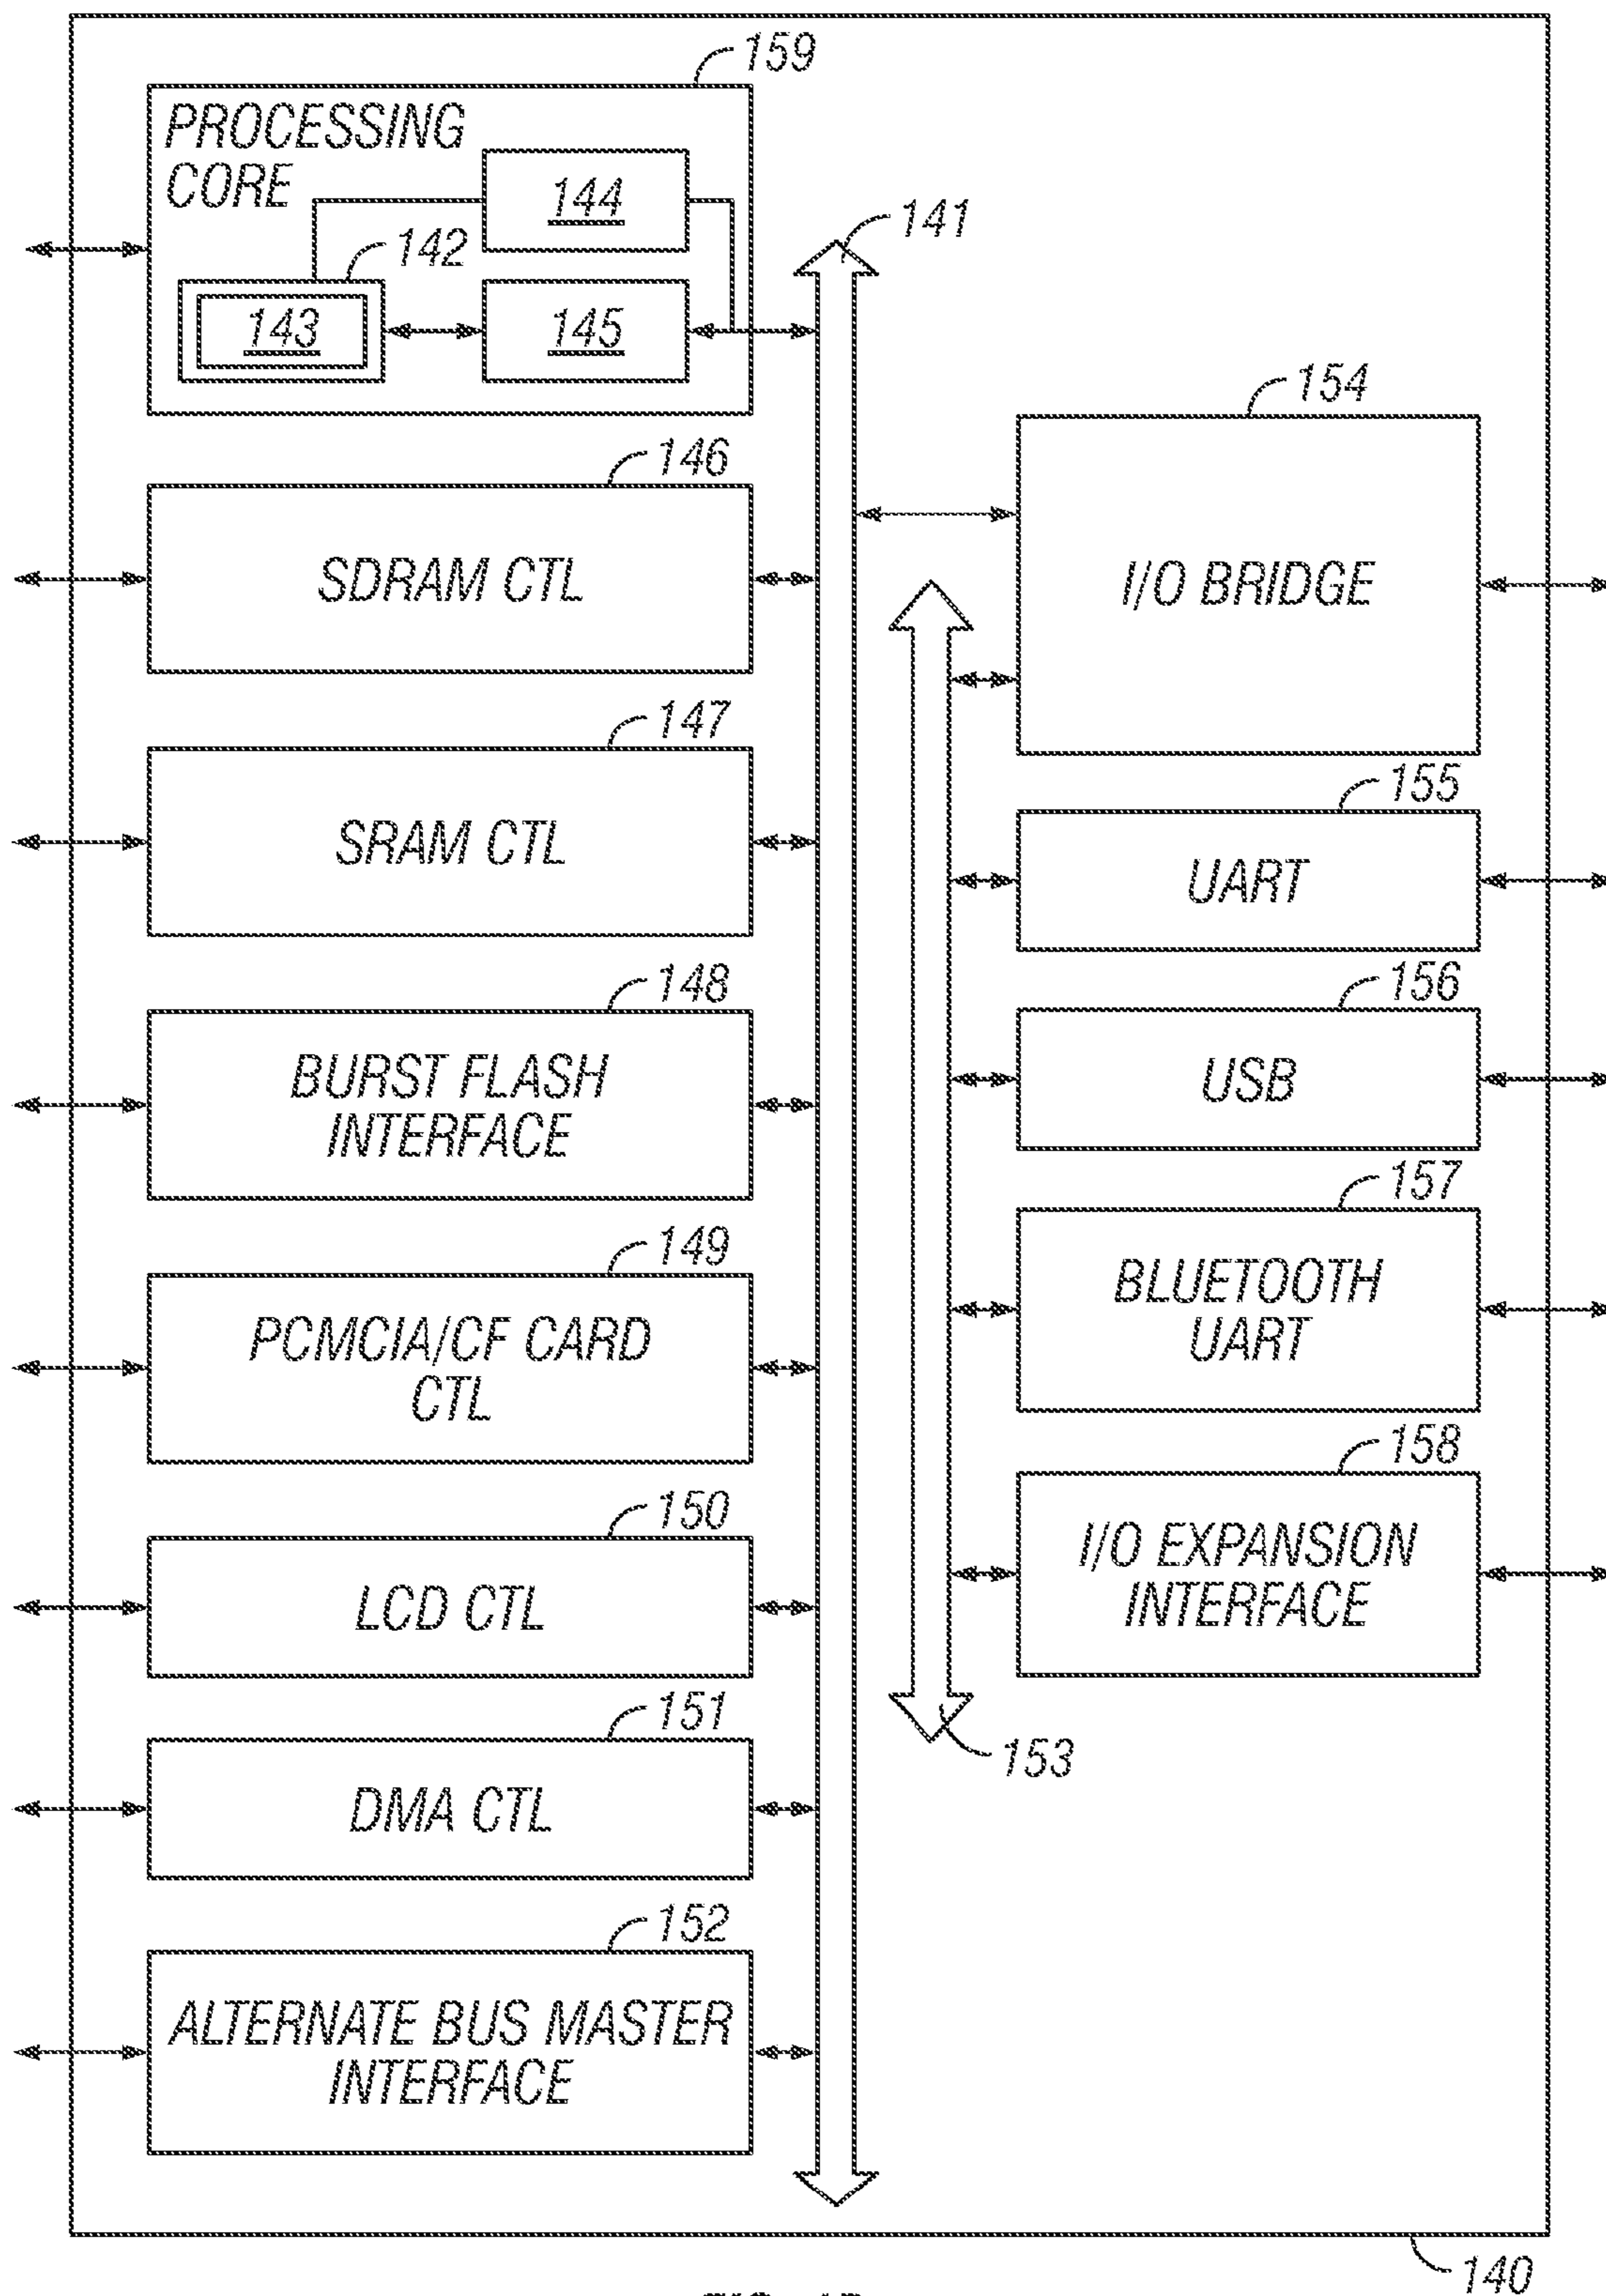 159
PROCESSING
CORE
144
142
143
145
141
154
I/O BRIDGE
146
SDRAM CTL
147
SRAM CTL
155
UART
148
BURST FLASH
INTERFACE
156
USB
149
PCMCIA/CF CARD
CTL
157
BLUETOOTH
UART
150
LCD CTL
158
I/O EXPANSION
INTERFACE
151
DMA CTL
153
152
ALTERNATE BUS MASTER
INTERFACE
140